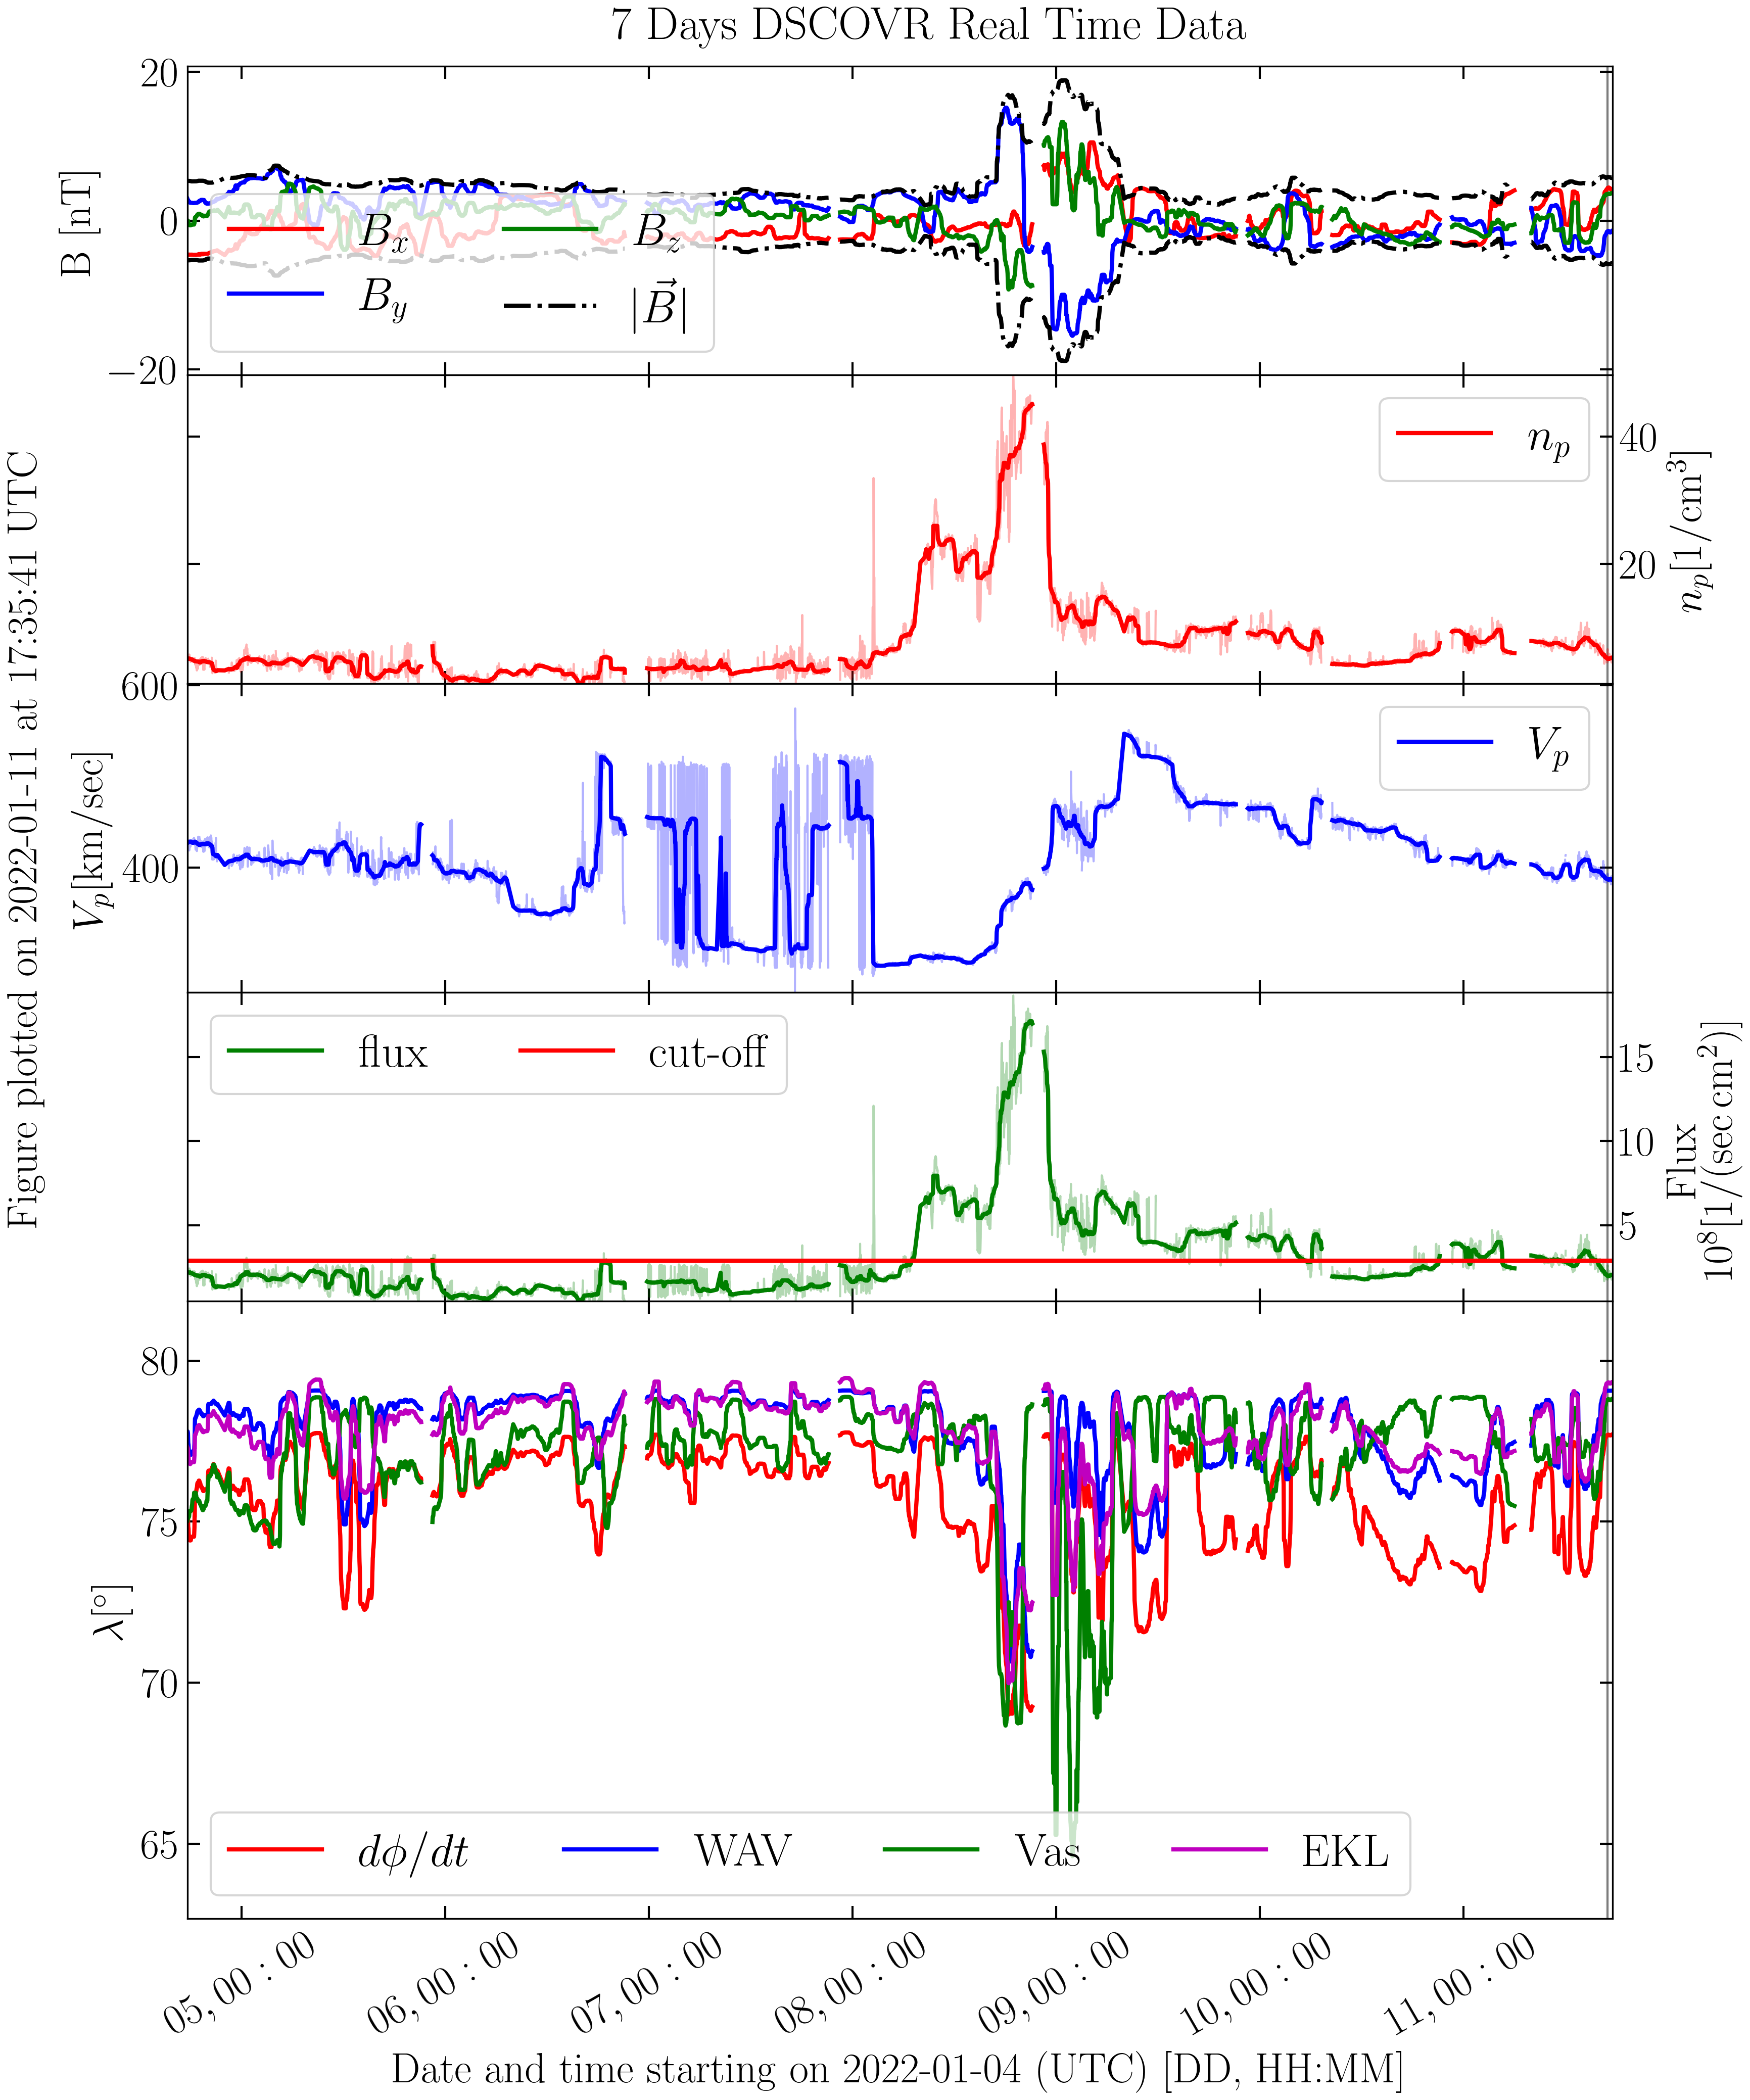 7 Days DSCOVR Real Time Data
Figure plotted on 2022-01-11 at 17:35:41 UTC
B [nT]
20
0
−20
B_x
B_z
B_y
|B⃗|
n_p
40
20
n_p[1/cm³]
600
400
V_p[km/sec]
V_p
flux
cut-off
15
10
5
Flux
10⁸[1/(sec cm²)]
80
75
70
65
λ[°]
dϕ/dt
WAV
Vas
EKL
05, 00 : 00
06, 00 : 00
07, 00 : 00
08, 00 : 00
09, 00 : 00
10, 00 : 00
11, 00 : 00
Date and time starting on 2022-01-04 (UTC) [DD, HH:MM]